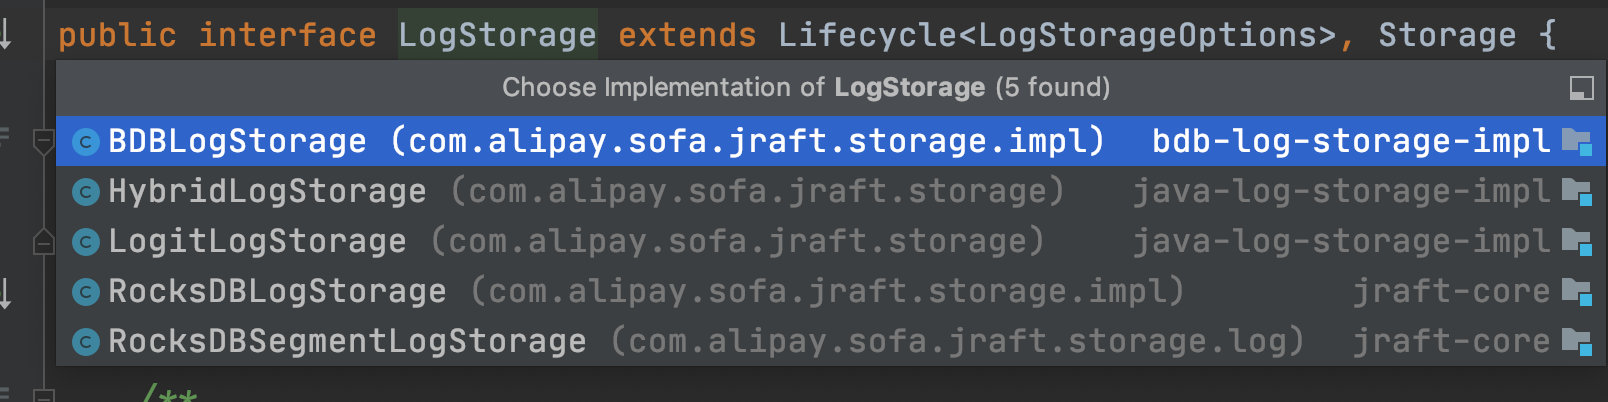 public interface LogStorage extends Lifecycle<LogStorageOptions>, Storage {
Choose Implementation of LogStorage (5 found)
C BDBLogStorage (com.alipay.sofa.jraft.storage.impl) bdb-log-storage-impl
C HybridLogStorage (com.alipay.sofa.jraft.storage) java-log-storage-impl
C LogitLogStorage (com.alipay.sofa.jraft.storage) java-log-storage-impl
C RocksDBLogStorage (com.alipay.sofa.jraft.storage.impl) jraft-core
C RocksDBSegmentLogStorage (com.alipay.sofa.jraft.storage.log) jraft-core
/**